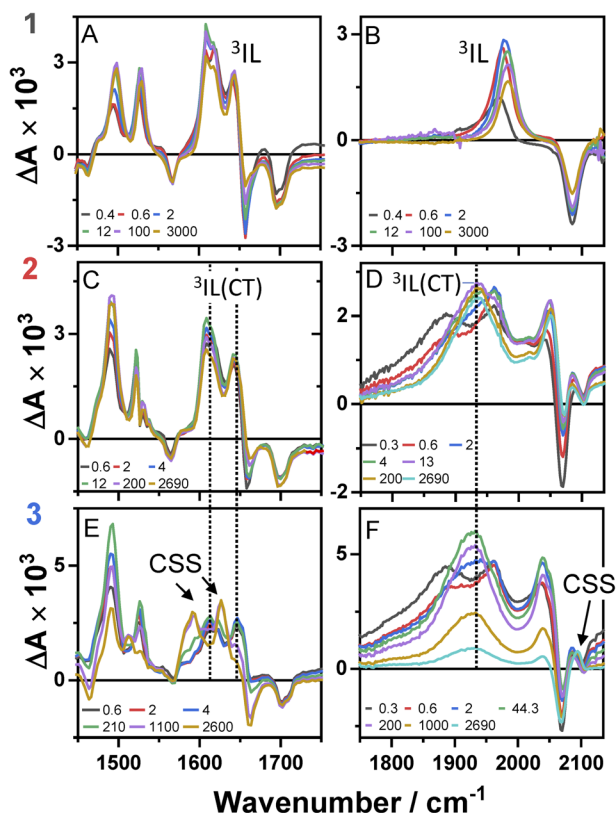 1
A
³IL
ΔA × 10³
3
0
-3
0.4 0.6 2
12 100 3000
B
³IL
ΔA × 10³
3
0
-3
0.4 0.6 2
12 100 3000
2
C
³IL(CT)
ΔA × 10³
4
2
0
0.6 2 4
12 200 2690
D
³IL(CT)
2
0
-2
0.3 0.6 2
4 13
200 2690
3
E
CSS
ΔA × 10³
5
0
0.6 2 4
210 1100 2600
1500 1600 1700
F
CSS
5
0
0.3 0.6 2 44.3
200 1000 2690
1800 1900 2000 2100
Wavenumber / cm⁻¹